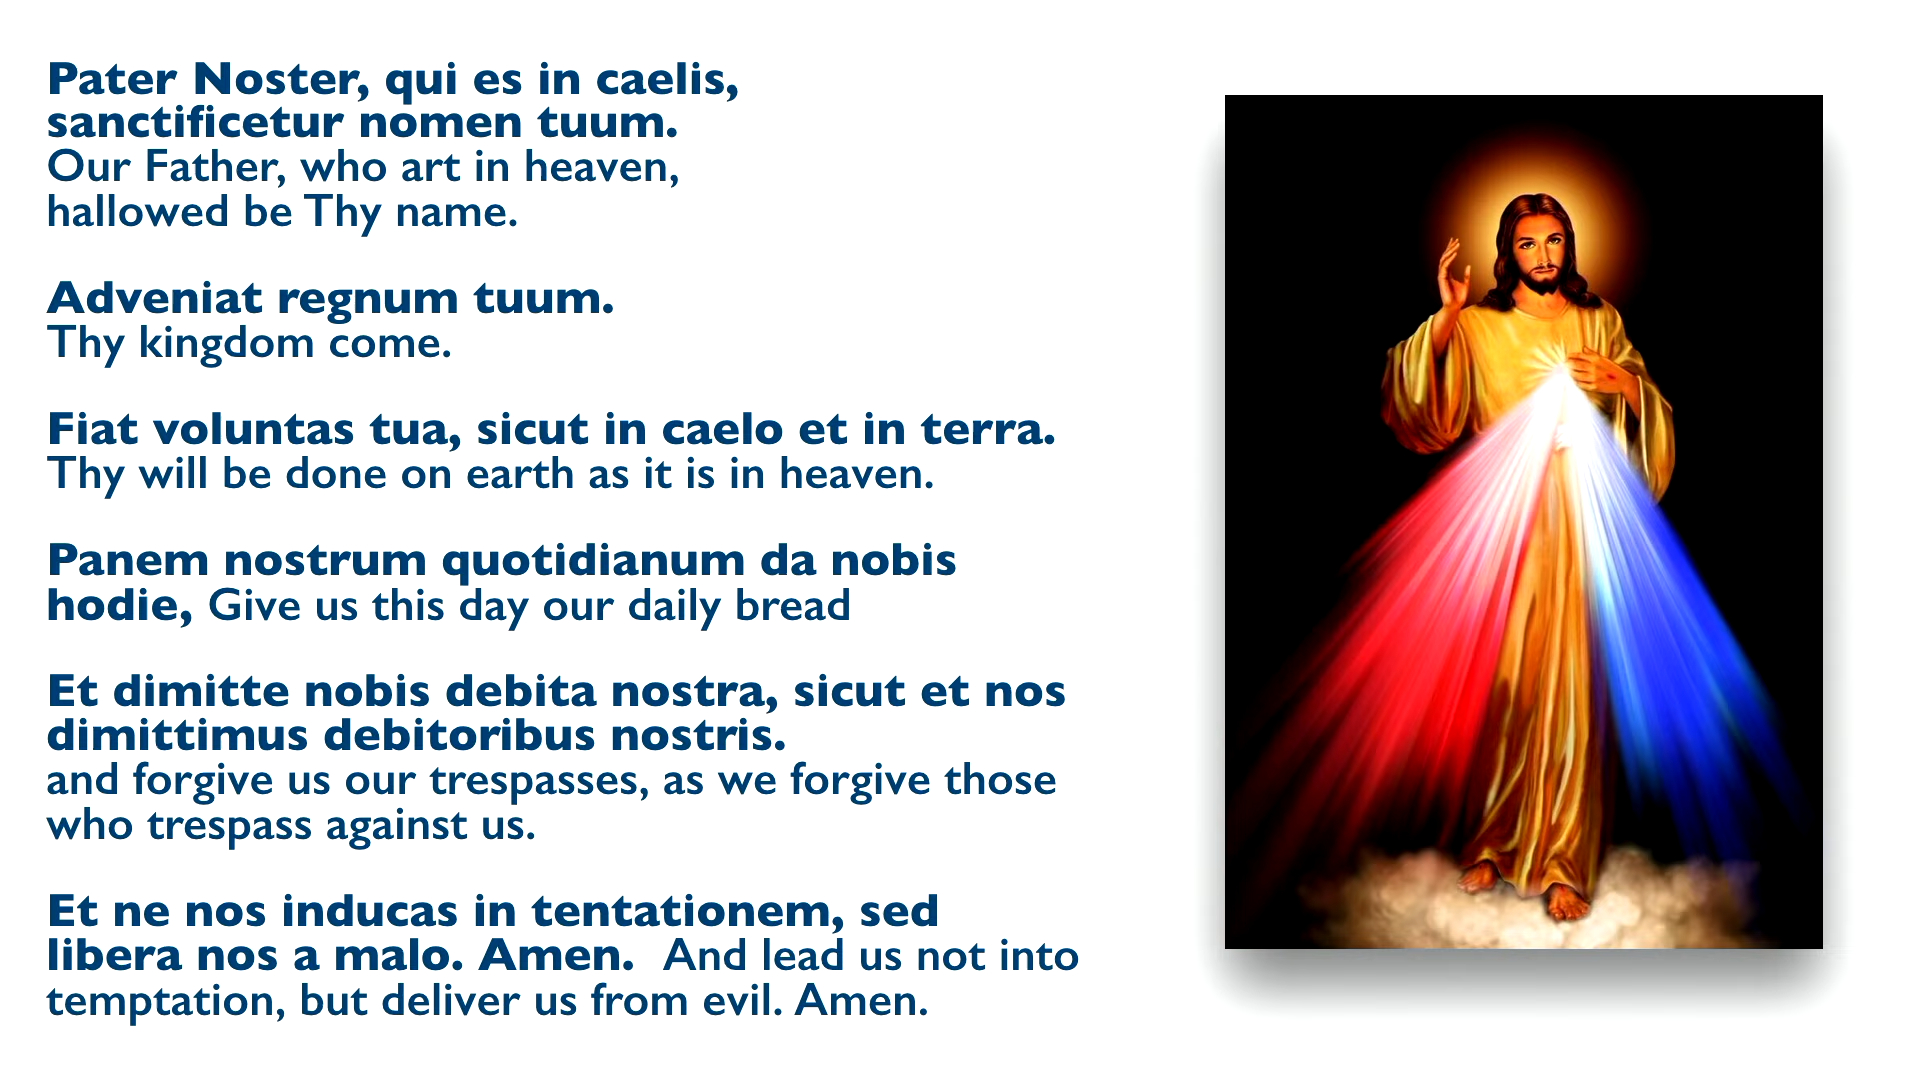 Pater Noster, qui es in caelis,
sanctificetur nomen tuum.
Our Father, who art in heaven,
hallowed be Thy name.
Adveniat regnum tuum.
Thy kingdom come.
Fiat voluntas tua, sicut in caelo et in terra.
Thy will be done on earth as it is in heaven.
Panem nostrum quotidianum da nobis
hodie, Give us this day our daily bread
Et dimitte nobis debita nostra, sicut et nos
dimittimus debitoribus nostris.
and forgive us our trespasses, as we forgive those
who trespass against us.
Et ne nos inducas in tentationem, sed
libera nos a malo. Amen. And lead us not into
temptation, but deliver us from evil. Amen.